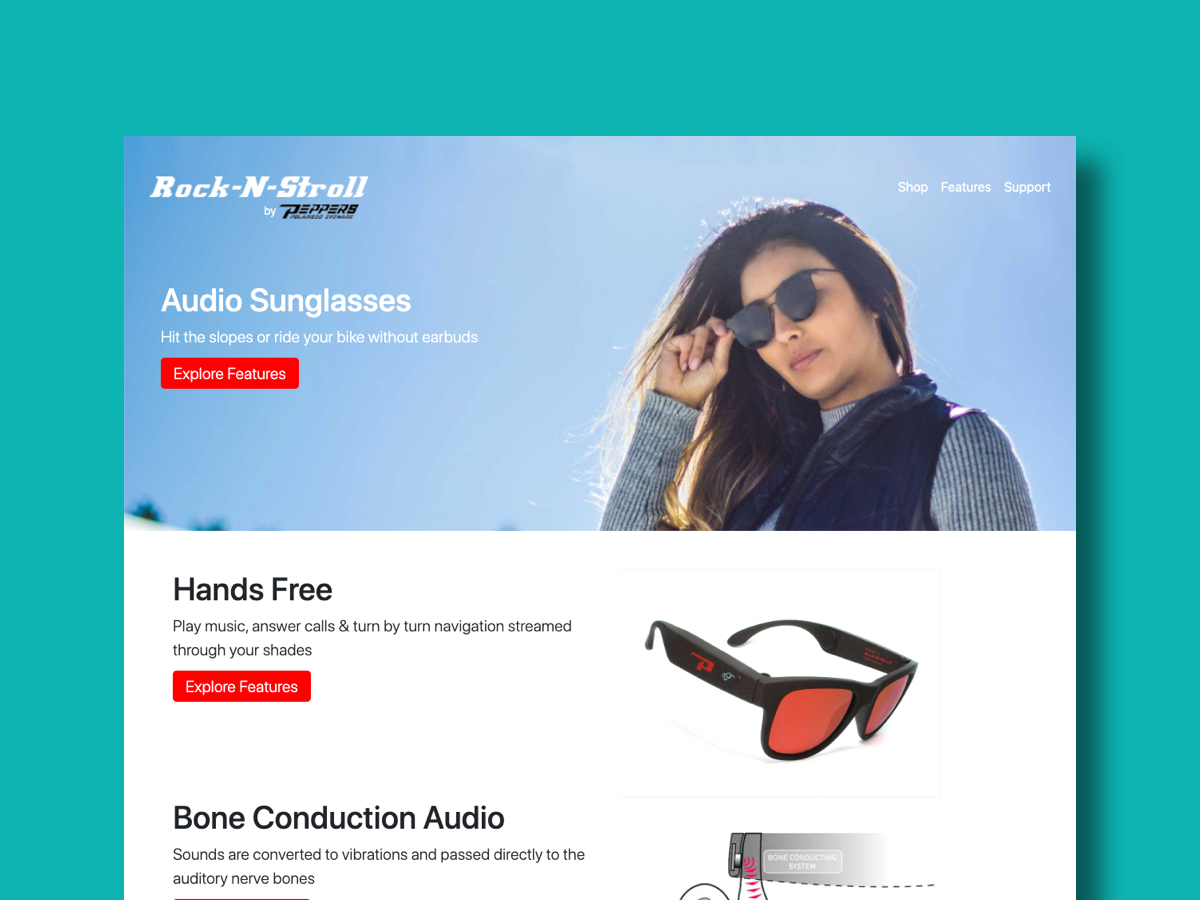 Rock-N-Stroll
by PEPPERS
POLARIZED EYEWARE
Shop Features Support
Audio Sunglasses
Hit the slopes or ride your bike without earbuds
Explore Features
Hands Free
Play music, answer calls & turn by turn navigation streamed
through your shades
Explore Features
Bone Conduction Audio
Sounds are converted to vibrations and passed directly to the
auditory nerve bones
BONE CONDUCTING
SYSTEM